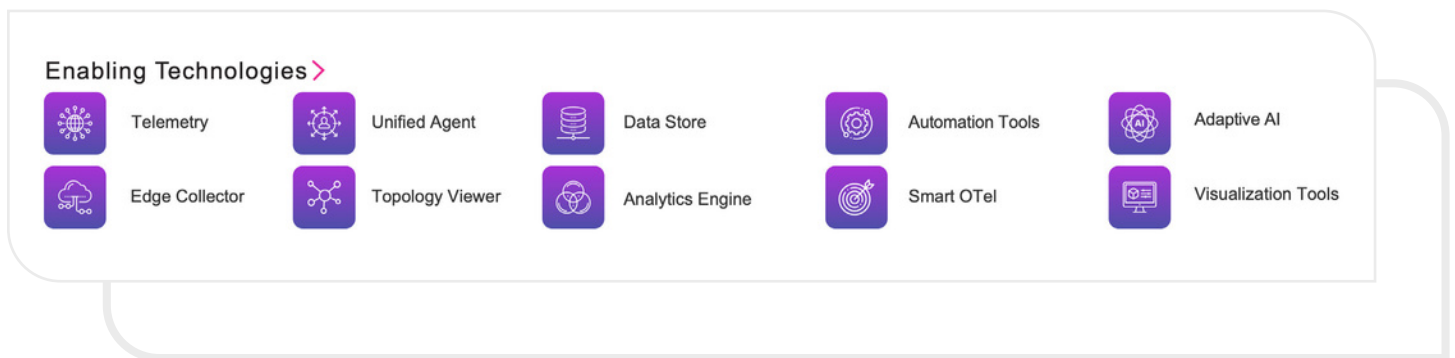 Enabling Technologies
Telemetry
Unified Agent
Data Store
Automation Tools
AI
Adaptive AI
Edge Collector
Topology Viewer
Analytics Engine
Smart OTel
Visualization Tools